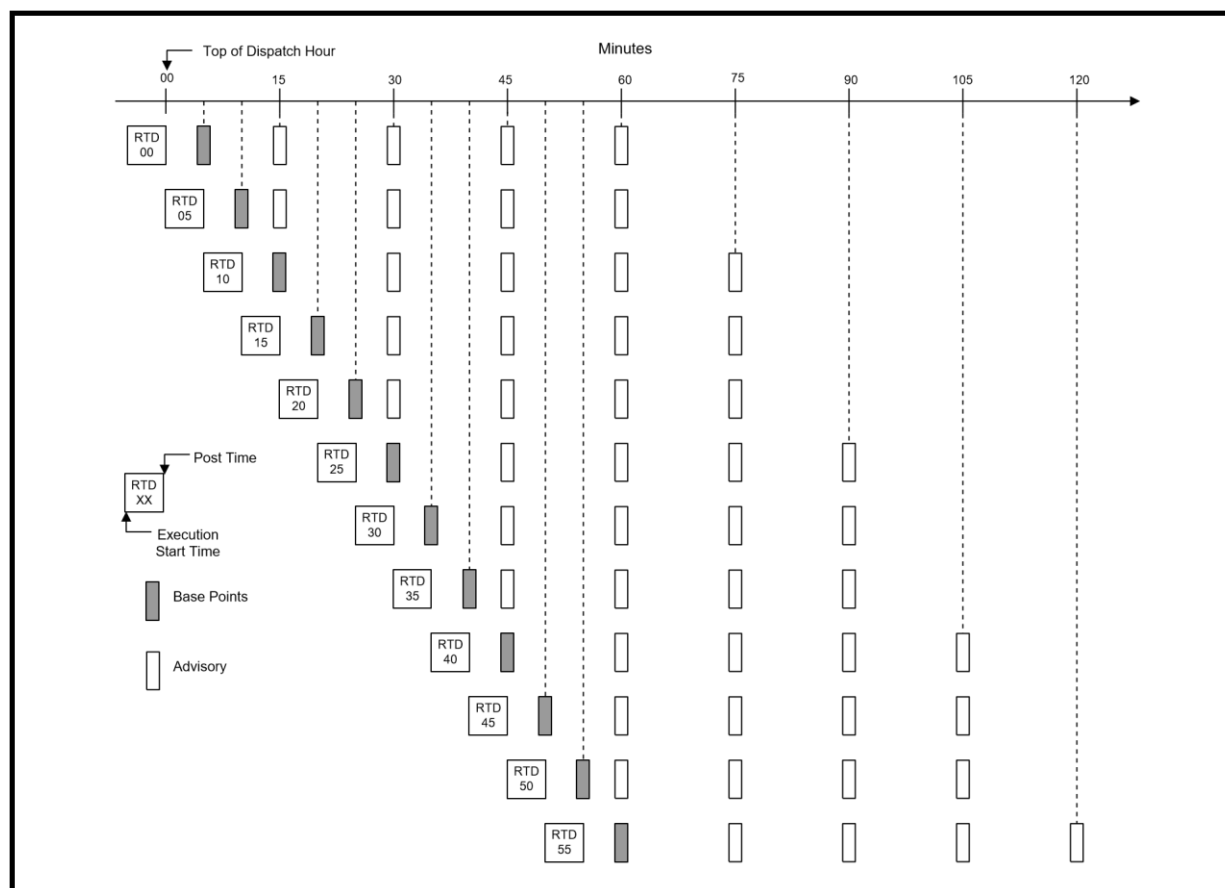 Top of Dispatch Hour
Minutes
00 15 30 45 60 75 90 105 120
RTD
00
RTD
05
RTD
10
RTD
15
RTD
20
RTD
25
Post Time
RTD
XX
Execution
Start Time
RTD
30
RTD
35
Base Points
RTD
40
Advisory
RTD
45
RTD
50
RTD
55